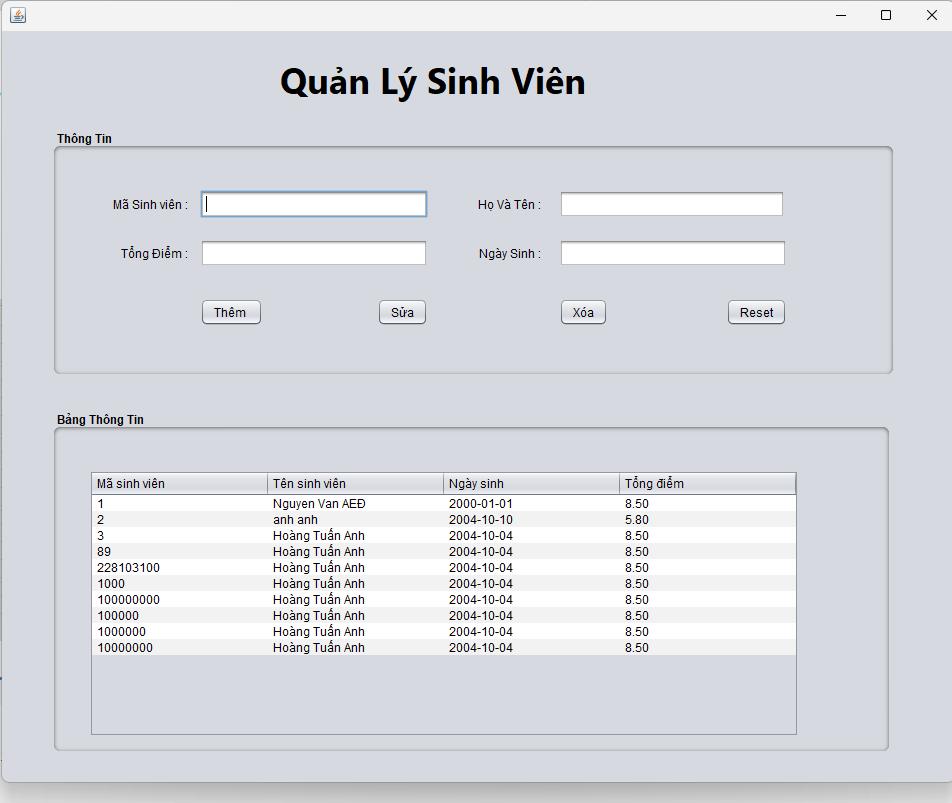 Quản Lý Sinh Viên
Thông Tin
Mã Sinh viên : Họ Và Tên :
Tổng Điểm : Ngày Sinh :
Thêm Sửa Xóa Reset
Bảng Thông Tin
Mã sinh viên Tên sinh viên Ngày sinh Tổng điểm
1 Nguyen Van AEĐ 2000-01-01 8.50
2 anh anh 2004-10-10 5.80
3 Hoàng Tuấn Anh 2004-10-04 8.50
89 Hoàng Tuấn Anh 2004-10-04 8.50
228103100 Hoàng Tuấn Anh 2004-10-04 8.50
1000 Hoàng Tuấn Anh 2004-10-04 8.50
100000000 Hoàng Tuấn Anh 2004-10-04 8.50
100000 Hoàng Tuấn Anh 2004-10-04 8.50
1000000 Hoàng Tuấn Anh 2004-10-04 8.50
10000000 Hoàng Tuấn Anh 2004-10-04 8.50